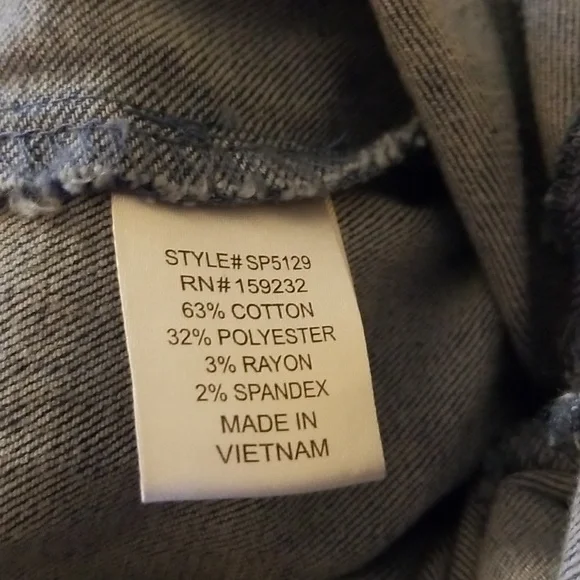 STYLE# SP5129
RN# 159232
63% COTTON
32% POLYESTER
3% RAYON
2% SPANDEX
MADE IN
VIETNAM